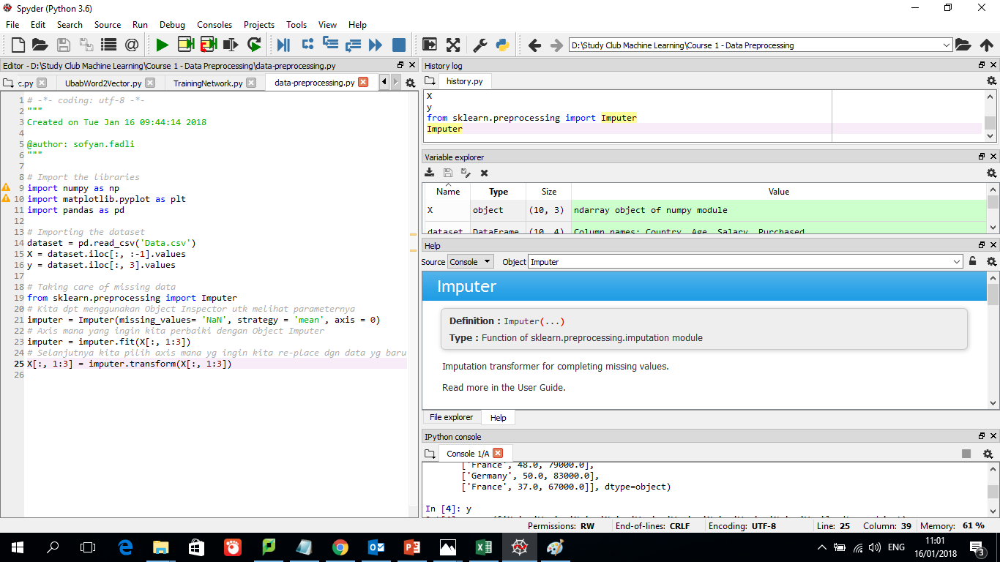 Spyder (Python 3.6)
File Edit Search Source Run Debug Consoles Projects Tools View Help
D:\Study Club Machine Learning\Course 1 - Data Preprocessing
Editor - D:\Study Club Machine Learning\Course 1 - Data Preprocessing\data-preprocessing.py
c.py UbabWord2Vector.py TrainingNetwork.py data-preprocessing.py
1 # -*- coding: utf-8 -*-
2 """
3 Created on Tue Jan 16 09:44:14 2018
4
5 @author: sofyan.fadli
6 """
7
8 # Import the libraries
9 import numpy as np
10 import matplotlib.pyplot as plt
11 import pandas as pd
12
13 # Importing the dataset
14 dataset = pd.read_csv('Data.csv')
15 X = dataset.iloc[:, :-1].values
16 y = dataset.iloc[:, 3].values
17
18 # Taking care of missing data
19 from sklearn.preprocessing import Imputer
20 # Kita dpt menggunakan Object Inspector utk melihat parameternya
21 imputer = Imputer(missing_values= 'NaN', strategy = 'mean', axis = 0)
22 # Axis mana yang ingin kita perbaiki dengan Object Imputer
23 imputer = imputer.fit(X[:, 1:3])
24 # Selanjutnya kita pilih axis mana yg ingin kita re-place dgn data yg baru
25 X[:, 1:3] = imputer.transform(X[:, 1:3])
26
History log
history.py
X
y
from sklearn.preprocessing import Imputer
Imputer
Variable explorer
Name Type Size Value
X object (10, 3) ndarray object of numpy module
dataset DataFrame (10, 4) Column names: Country, Age, Salary, Purchased
Help
Source Console Object Imputer
Imputer
Definition : Imputer(...)
Type : Function of sklearn.preprocessing.imputation module
Imputation transformer for completing missing values.
Read more in the User Guide.
File explorer Help
IPython console
Console 1/A
['France', 48.0, 79000.0],
['Germany', 50.0, 83000.0],
['France', 37.0, 67000.0]], dtype=object)
In [4]: y
Permissions: RW End-of-lines: CRLF Encoding: UTF-8 Line: 25 Column: 39 Memory: 61 %
ENG
11:01
16/01/2018
3